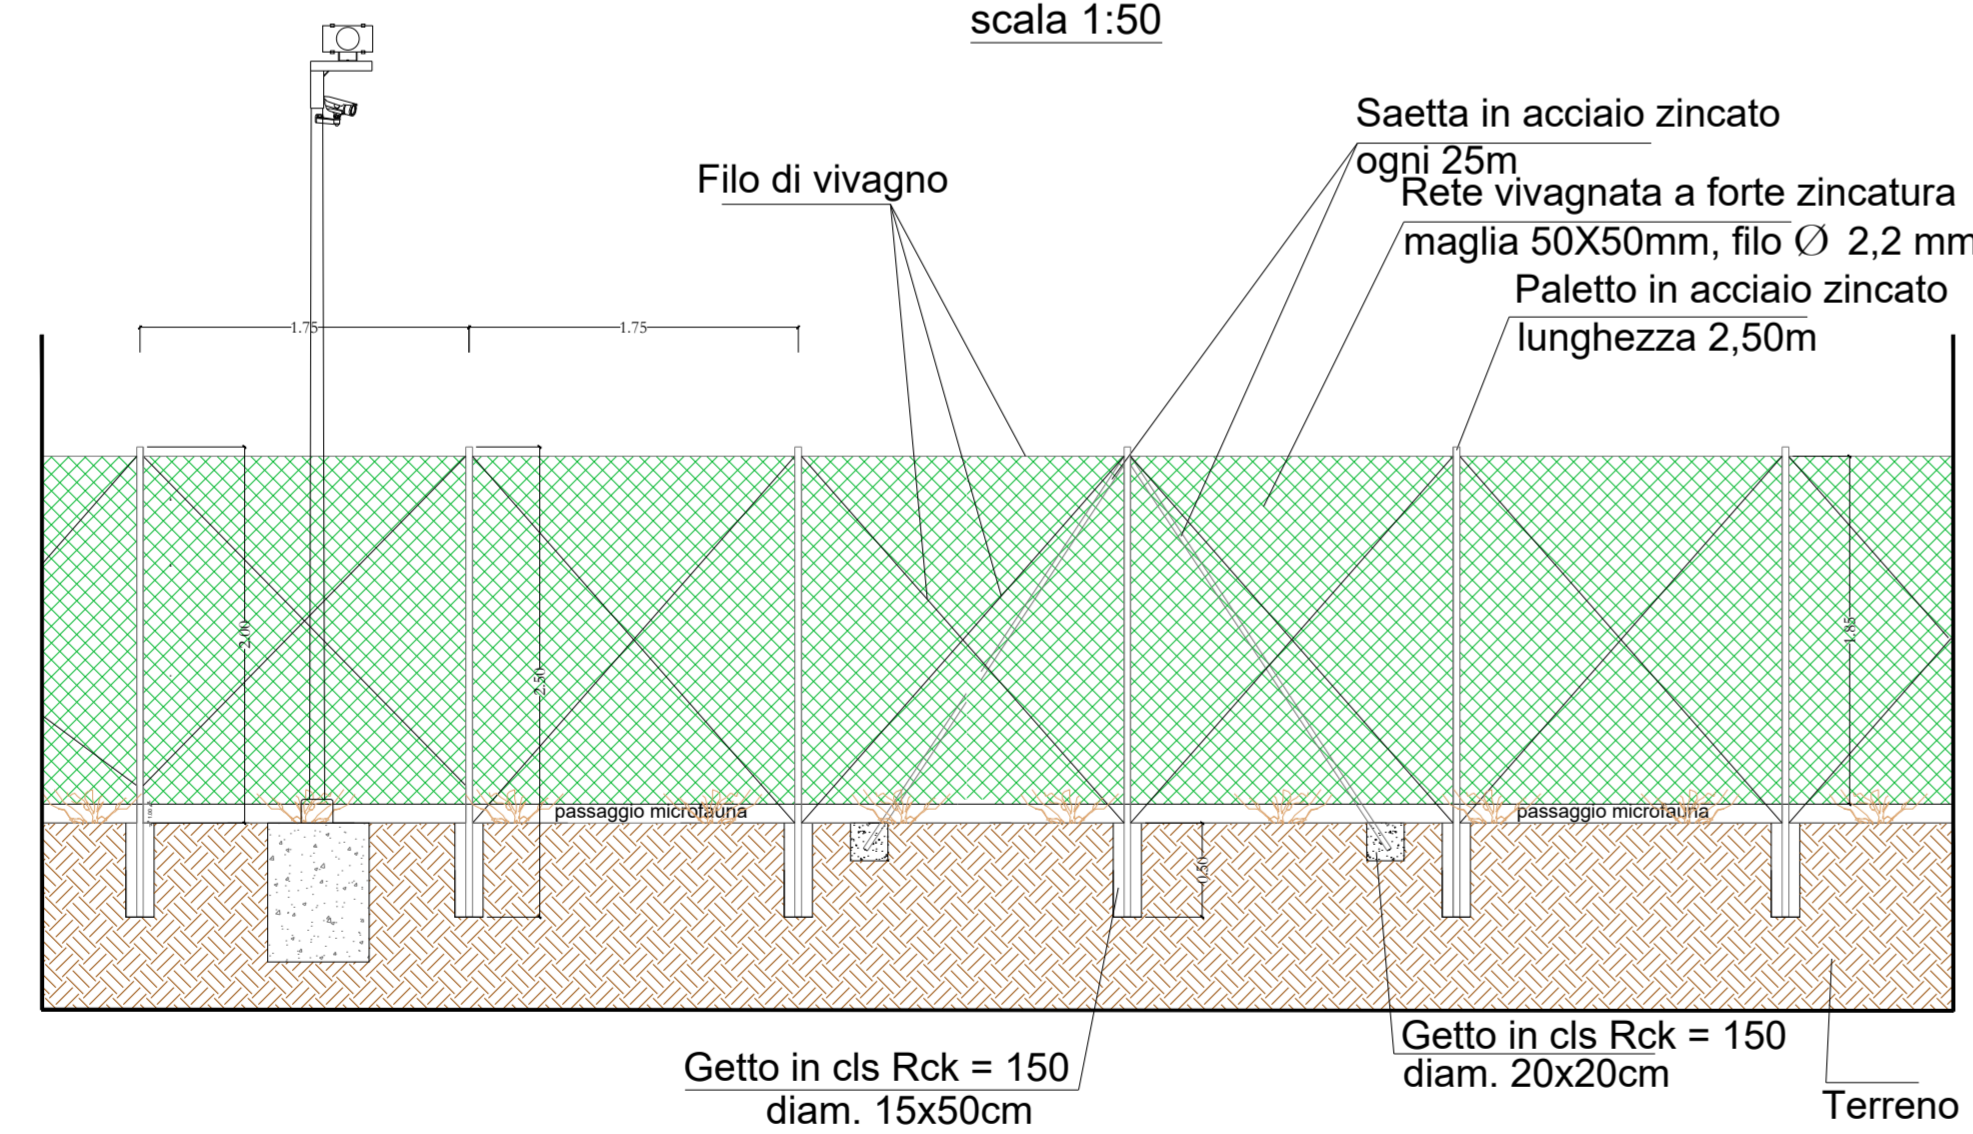 scala 1:50
Saetta in acciaio zincato
ogni 25m
Filo di vivagno
Rete vivagnata a forte zincatura
maglia 50X50mm, filo Ø 2,2 mm
Paletto in acciaio zincato
lunghezza 2,50m
1.75
1.75
2.00
2.50
1.85
passaggio microfauna
passaggio microfauna
0.50
Getto in cls Rck = 150
diam. 15x50cm
Getto in cls Rck = 150
diam. 20x20cm
Terreno